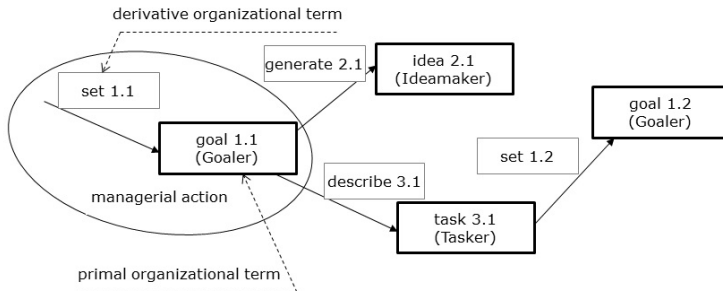 derivative organizational term
set 1.1
generate 2.1
idea 2.1
(Ideamaker)
goal 1.1
(Goaler)
goal 1.2
(Goaler)
set 1.2
managerial action
describe 3.1
task 3.1
(Tasker)
primal organizational term